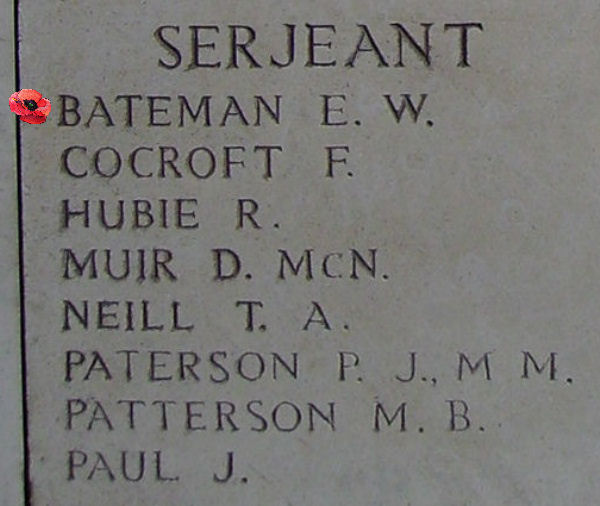 SERJEANT
BATEMAN E. W.
COCROFT F.
HUBIE R.
MUIR D. McN.
NEILL T. A.
PATERSON P. J., M M.
PATTERSON M. B.
PAUL J.